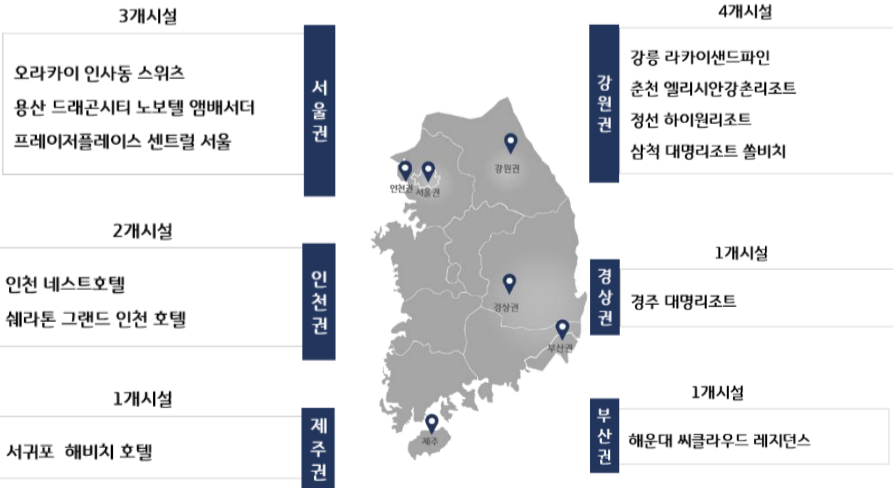 3개시설
서울권
오라카이 인사동 스위츠
용산 드래곤시티 노보텔 앰배서더
프레이저플레이스 센트럴 서울
2개시설
인천권
인천 네스트호텔
쉐라톤 그랜드 인천 호텔
1개시설
제주권
서귀포 해비치 호텔
강원권
인천권
서울권
경상권
부산권
제주
4개시설
강원권
강릉 라카이샌드파인
춘천 엘리시안강촌리조트
정선 하이원리조트
삼척 대명리조트 쏠비치
1개시설
경상권
경주 대명리조트
1개시설
부산권
해운대 씨클라우드 레지던스